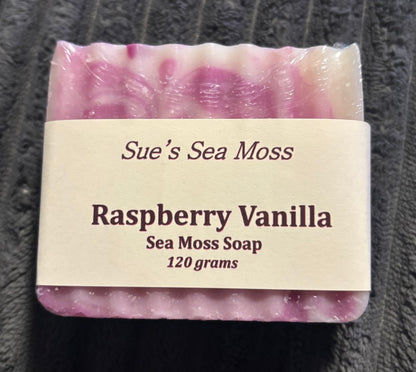 Sue's Sea Moss
Raspberry Vanilla
Sea Moss Soap
120 grams